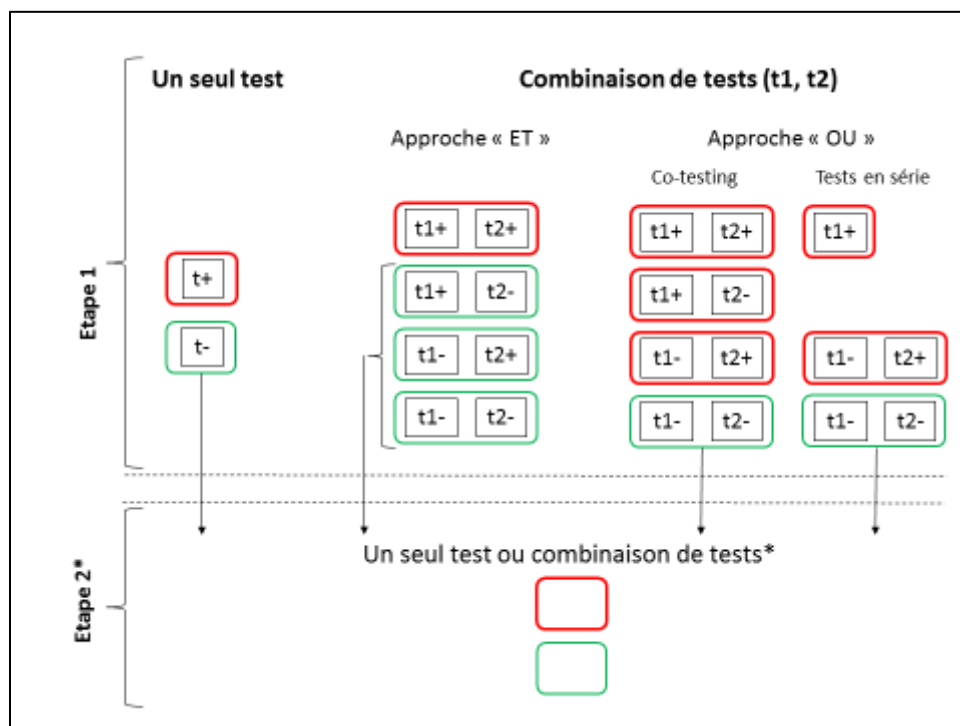 Un seul test
Combinaison de tests (t1, t2)
Approche « ET »
Approche « OU »
Co-testing
Tests en série
Etape 1
t+
t-
t1+ t2+
t1+ t2-
t1- t2+
t1- t2-
t1+ t2+
t1+ t2-
t1- t2+
t1- t2-
t1+
t1- t2+
t1- t2-
Etape 2*
Un seul test ou combinaison de tests*